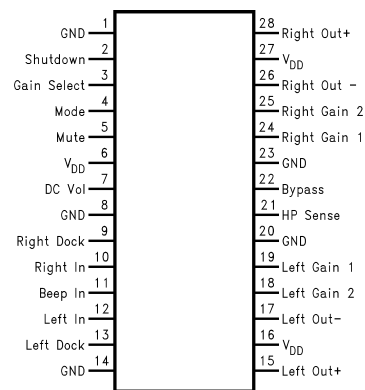 GND 1
Shutdown 2
Gain Select 3
Mode 4
Mute 5
VDD 6
DC Vol 7
GND 8
Right Dock 9
Right In 10
Beep In 11
Left In 12
Left Dock 13
GND 14
28 Right Out+
27 VDD
26 Right Out -
25 Right Gain 2
24 Right Gain 1
23 GND
22 Bypass
21 HP Sense
20 GND
19 Left Gain 1
18 Left Gain 2
17 Left Out-
16 VDD
15 Left Out+